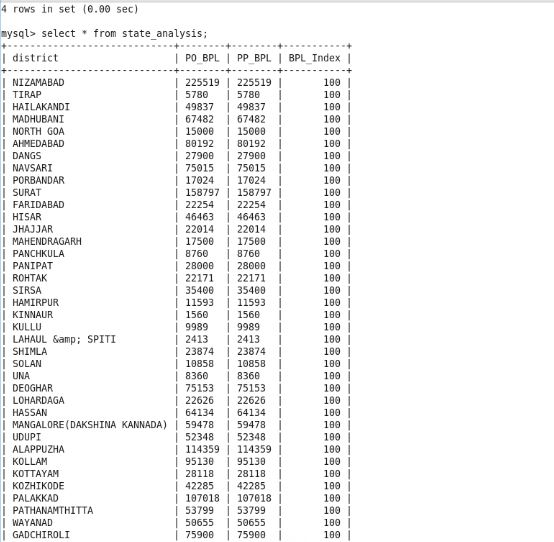 4 rows in set (0.00 sec)
mysql> select * from state_analysis;
+----------------------------+--------+--------+-----------+
| district | PO_BPL | PP_BPL | BPL_Index |
+----------------------------+--------+--------+-----------+
| NIZAMABAD | 225519 | 225519 | 100 |
| TIRAP | 5780 | 5780 | 100 |
| HAILAKANDI | 49837 | 49837 | 100 |
| MADHUBANI | 67482 | 67482 | 100 |
| NORTH GOA | 15000 | 15000 | 100 |
| AHMEDABAD | 80192 | 80192 | 100 |
| DANGS | 27900 | 27900 | 100 |
| NAVSARI | 75015 | 75015 | 100 |
| PORBANDAR | 17024 | 17024 | 100 |
| SURAT | 158797 | 158797 | 100 |
| FARIDABAD | 22254 | 22254 | 100 |
| HISAR | 46463 | 46463 | 100 |
| JHAJJAR | 22014 | 22014 | 100 |
| MAHENDRAGARH | 17500 | 17500 | 100 |
| PANCHKULA | 8760 | 8760 | 100 |
| PANIPAT | 28000 | 28000 | 100 |
| ROHTAK | 22171 | 22171 | 100 |
| SIRSA | 35400 | 35400 | 100 |
| HAMIRPUR | 11593 | 11593 | 100 |
| KINNAUR | 1560 | 1560 | 100 |
| KULLU | 9989 | 9989 | 100 |
| LAHAUL &amp; SPITI | 2413 | 2413 | 100 |
| SHIMLA | 23874 | 23874 | 100 |
| SOLAN | 10858 | 10858 | 100 |
| UNA | 8360 | 8360 | 100 |
| DEOGHAR | 75153 | 75153 | 100 |
| LOHARDAGA | 22626 | 22626 | 100 |
| HASSAN | 64134 | 64134 | 100 |
| MANGALORE(DAKSHINA KANNADA) | 59478 | 59478 | 100 |
| UDUPI | 52348 | 52348 | 100 |
| ALAPPUZHA | 114359 | 114359 | 100 |
| KOLLAM | 95130 | 95130 | 100 |
| KOTTAYAM | 28118 | 28118 | 100 |
| KOZHIKODE | 42285 | 42285 | 100 |
| PALAKKAD | 107018 | 107018 | 100 |
| PATHANAMTHITTA | 53799 | 53799 | 100 |
| WAYANAD | 50655 | 50655 | 100 |
| GADCHIROLI | 75900 | 75900 | 100 |